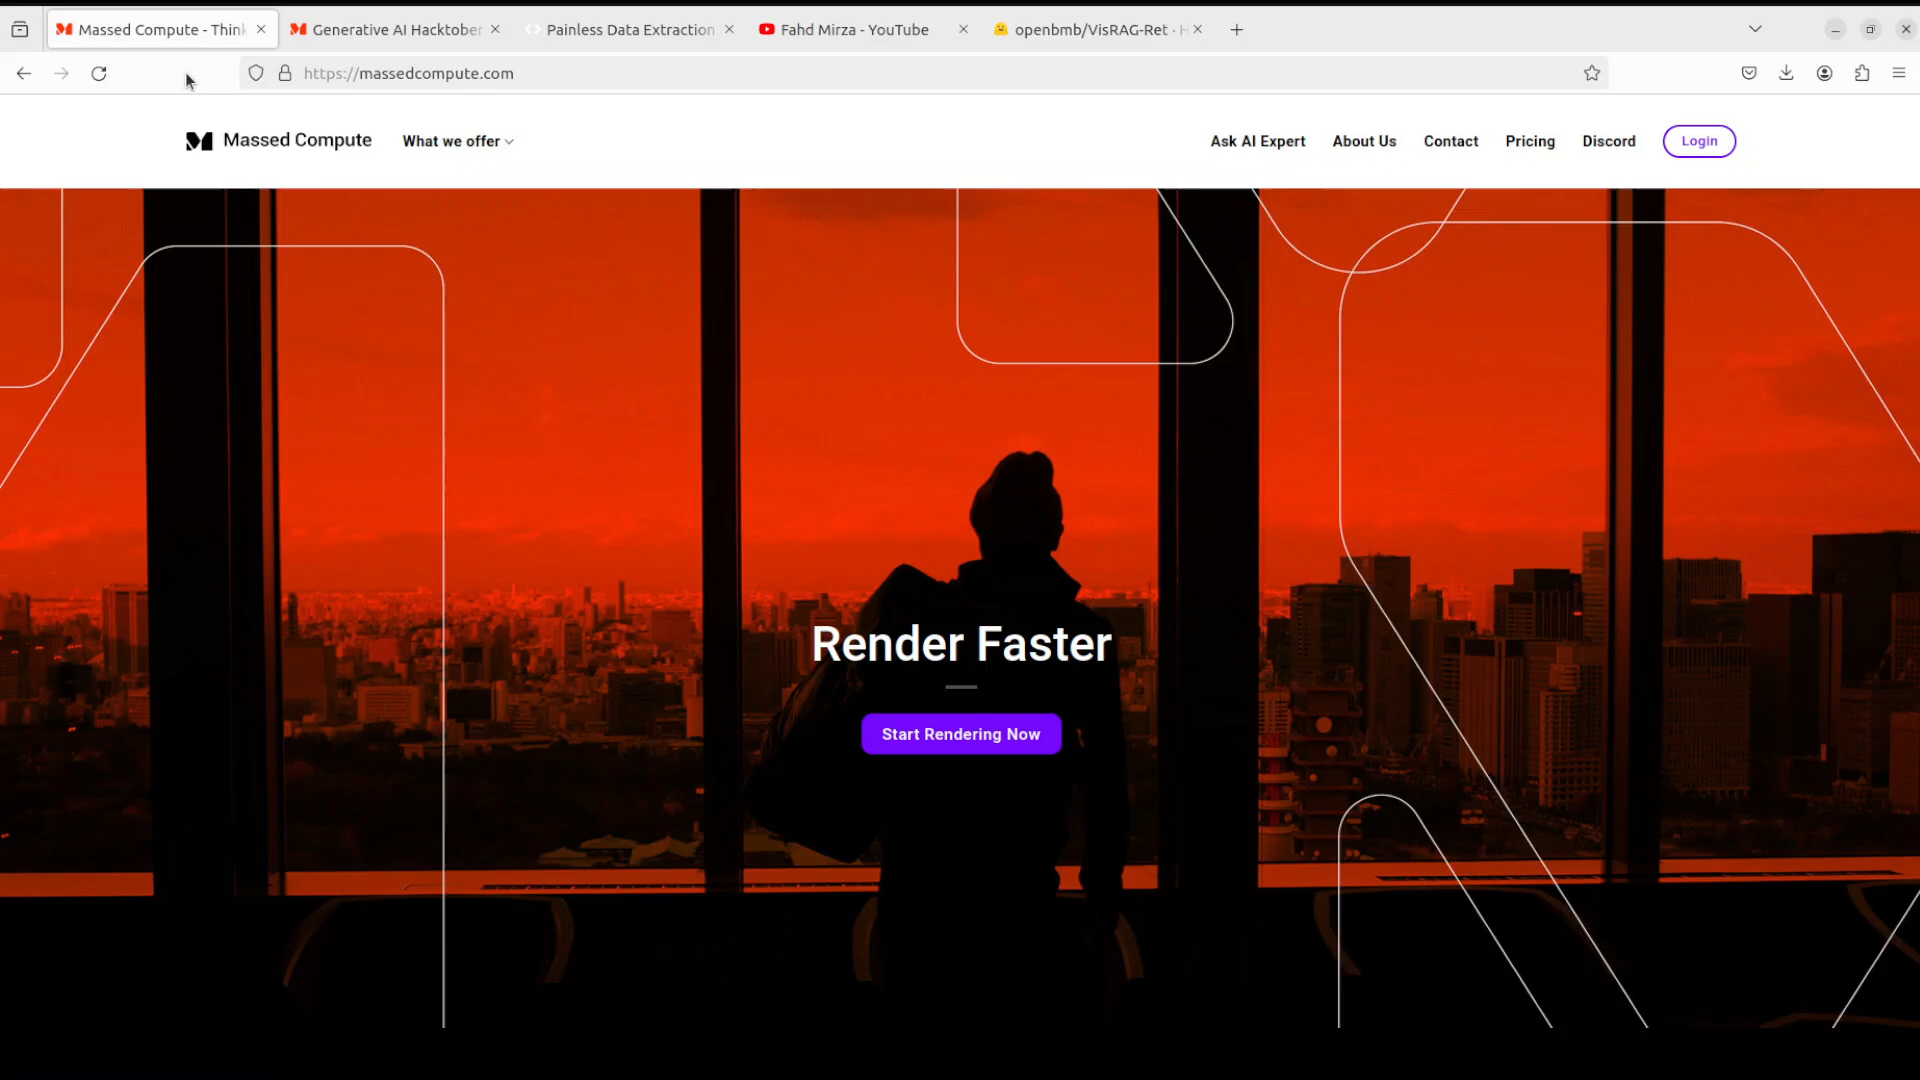 Massed Compute - Think
Generative AI Hacktober
Painless Data Extraction
Fahd Mirza - YouTube
openbmb/VisRAG-Ret · H
https://massedcompute.com
Massed Compute
What we offer
Ask AI Expert
About Us
Contact
Pricing
Discord
Login
Render Faster
Start Rendering Now